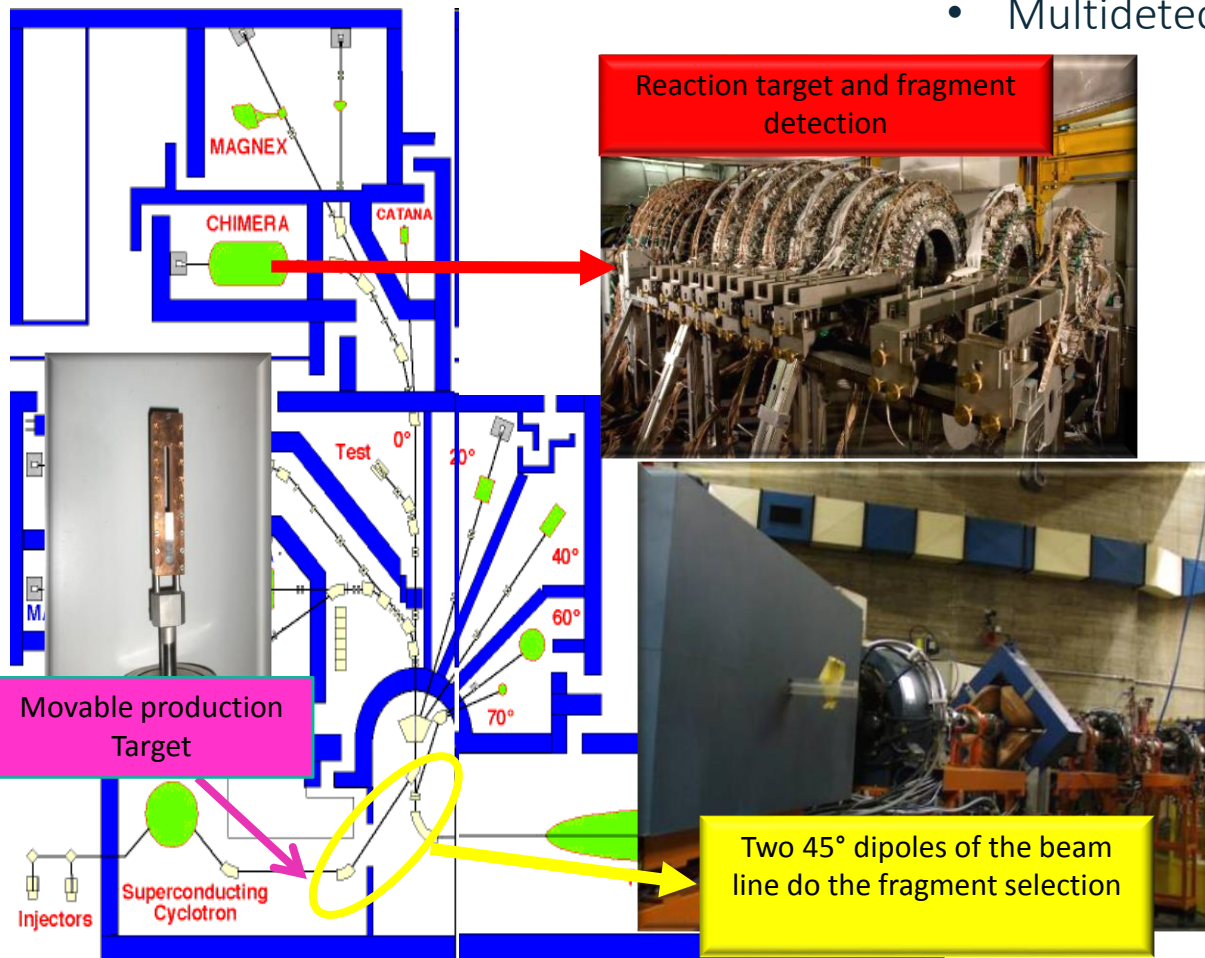 • Multidetec
Reaction target and fragment
detection
MAGNEX
CHIMERA
CATANA
Test
0°
20°
40°
60°
70°
Movable production
Target
Superconducting
Cyclotron
Injectors
Two 45° dipoles of the beam
line do the fragment selection